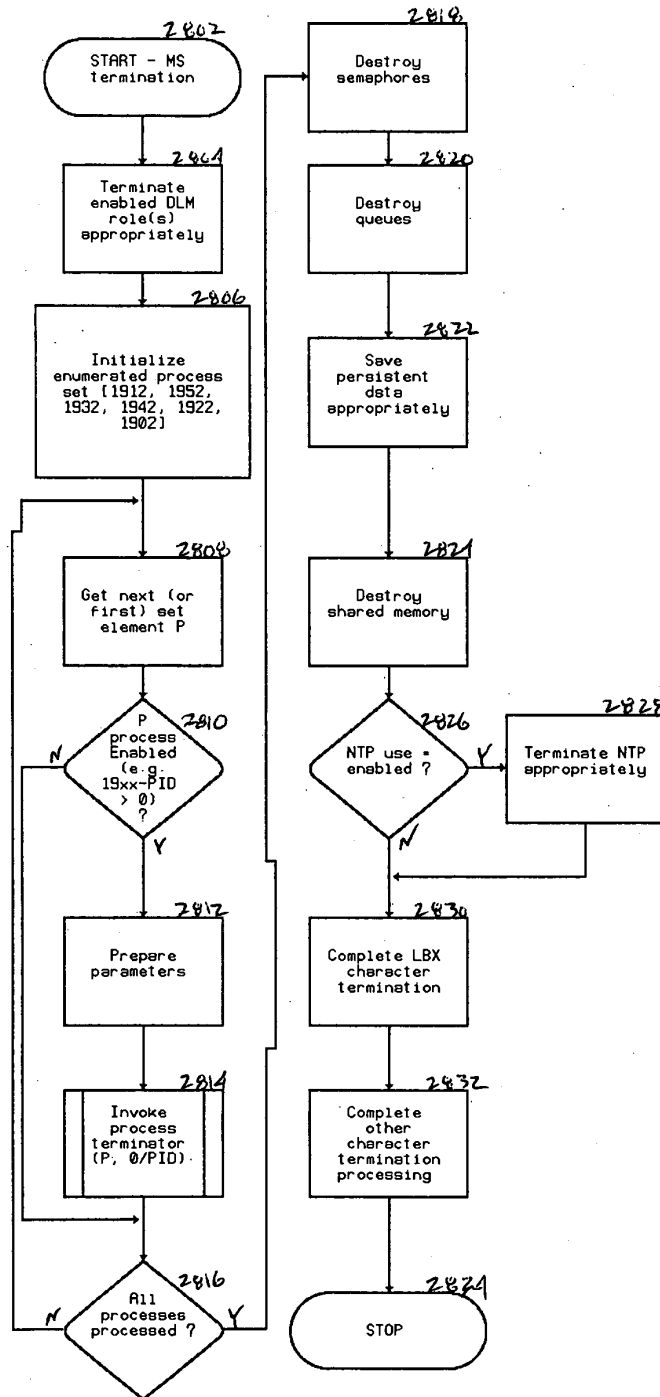 2802
START - MS
termination
2804
Terminate
enabled DLM
role(s)
appropriately
2806
Initialize
enumerated process
set [1912, 1952,
1932, 1942, 1922,
1902]
2808
Get next (or
first) set
element P
2810
P
process
Enabled
(e.g.
19xx-PID
> 0)
?
N
Y
2812
Prepare
parameters
2814
Invoke
process
terminator
(P, 0/PID)
2816
All
processes
processed ?
N
Y
2818
Destroy
semaphores
2820
Destroy
queues
2822
Save
persistent
data
appropriately
2824
Destroy
shared memory
2826
NTP use =
enabled ?
Y
N
2828
Terminate NTP
appropriately
2830
Complete LBX
character
termination
2832
Complete
other
character
termination
processing
2834
STOP